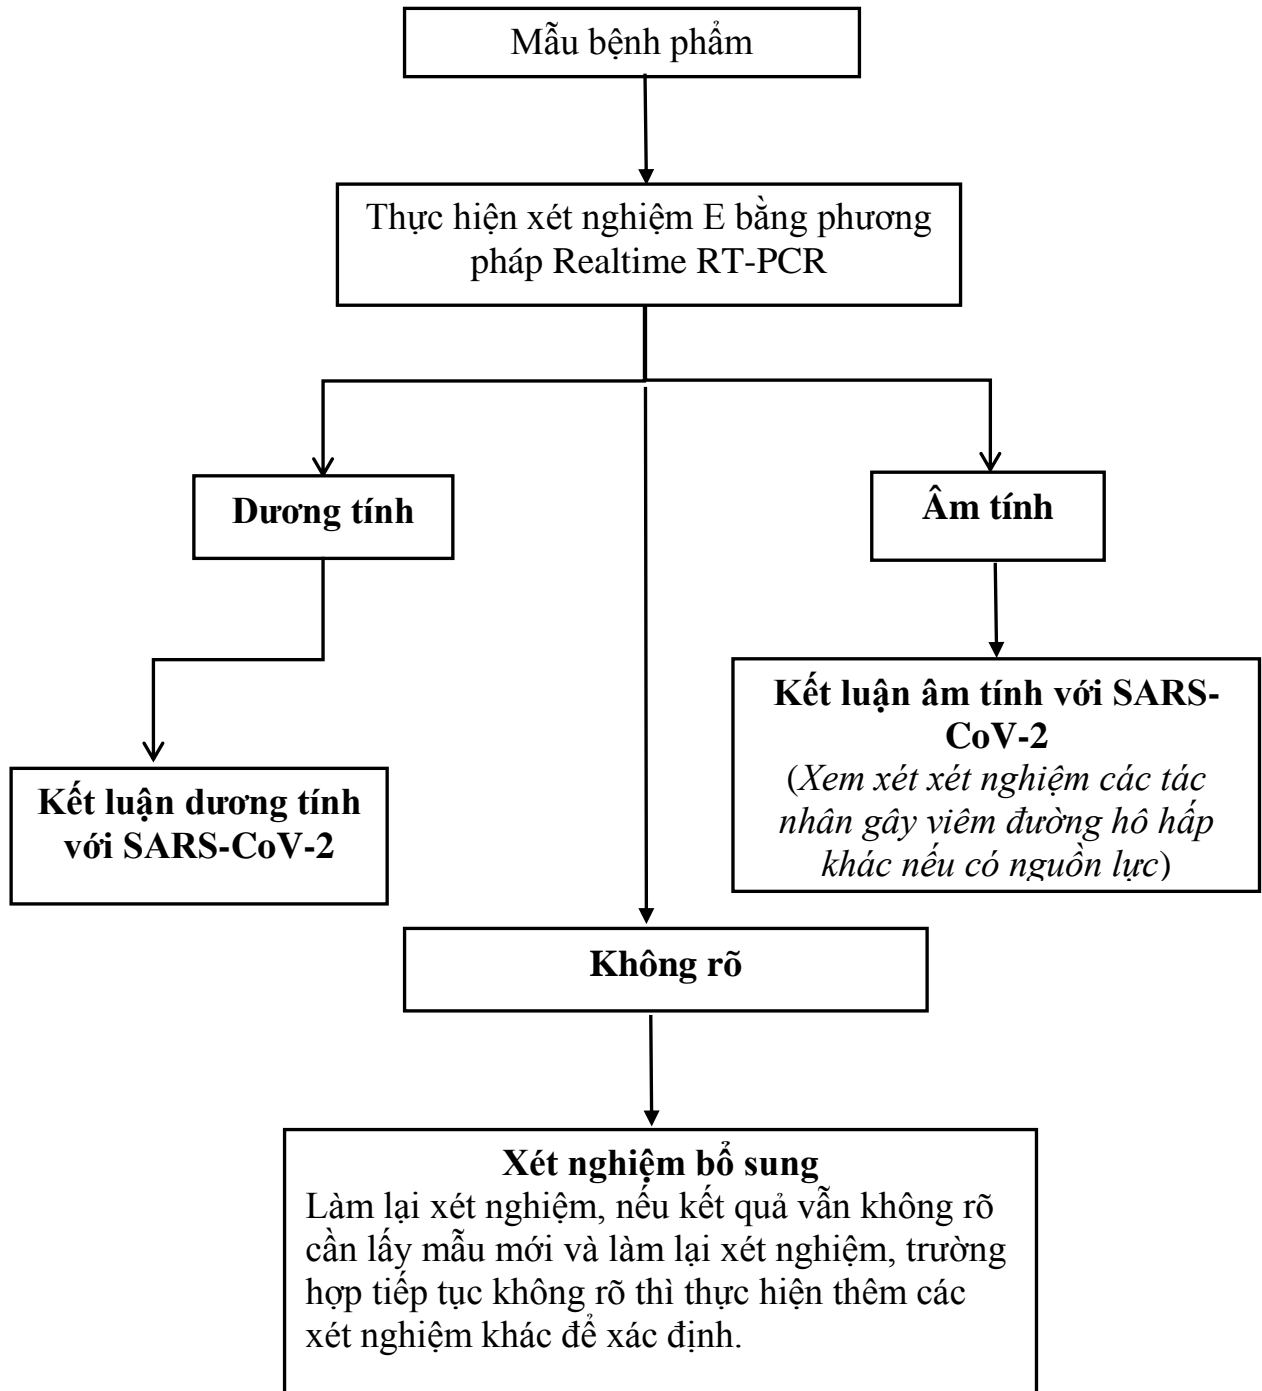 Mẫu bệnh phẩm
Thực hiện xét nghiệm E bằng phương
pháp Realtime RT-PCR
Dương tính
Âm tính
Kết luận dương tính
với SARS-CoV-2
Kết luận âm tính với SARS-
CoV-2
(Xem xét xét nghiệm các tác
nhân gây viêm đường hô hấp
khác nếu có nguồn lực)
Không rõ
Xét nghiệm bổ sung
Làm lại xét nghiệm, nếu kết quả vẫn không rõ
cần lấy mẫu mới và làm lại xét nghiệm, trường
hợp tiếp tục không rõ thì thực hiện thêm các
xét nghiệm khác để xác định.